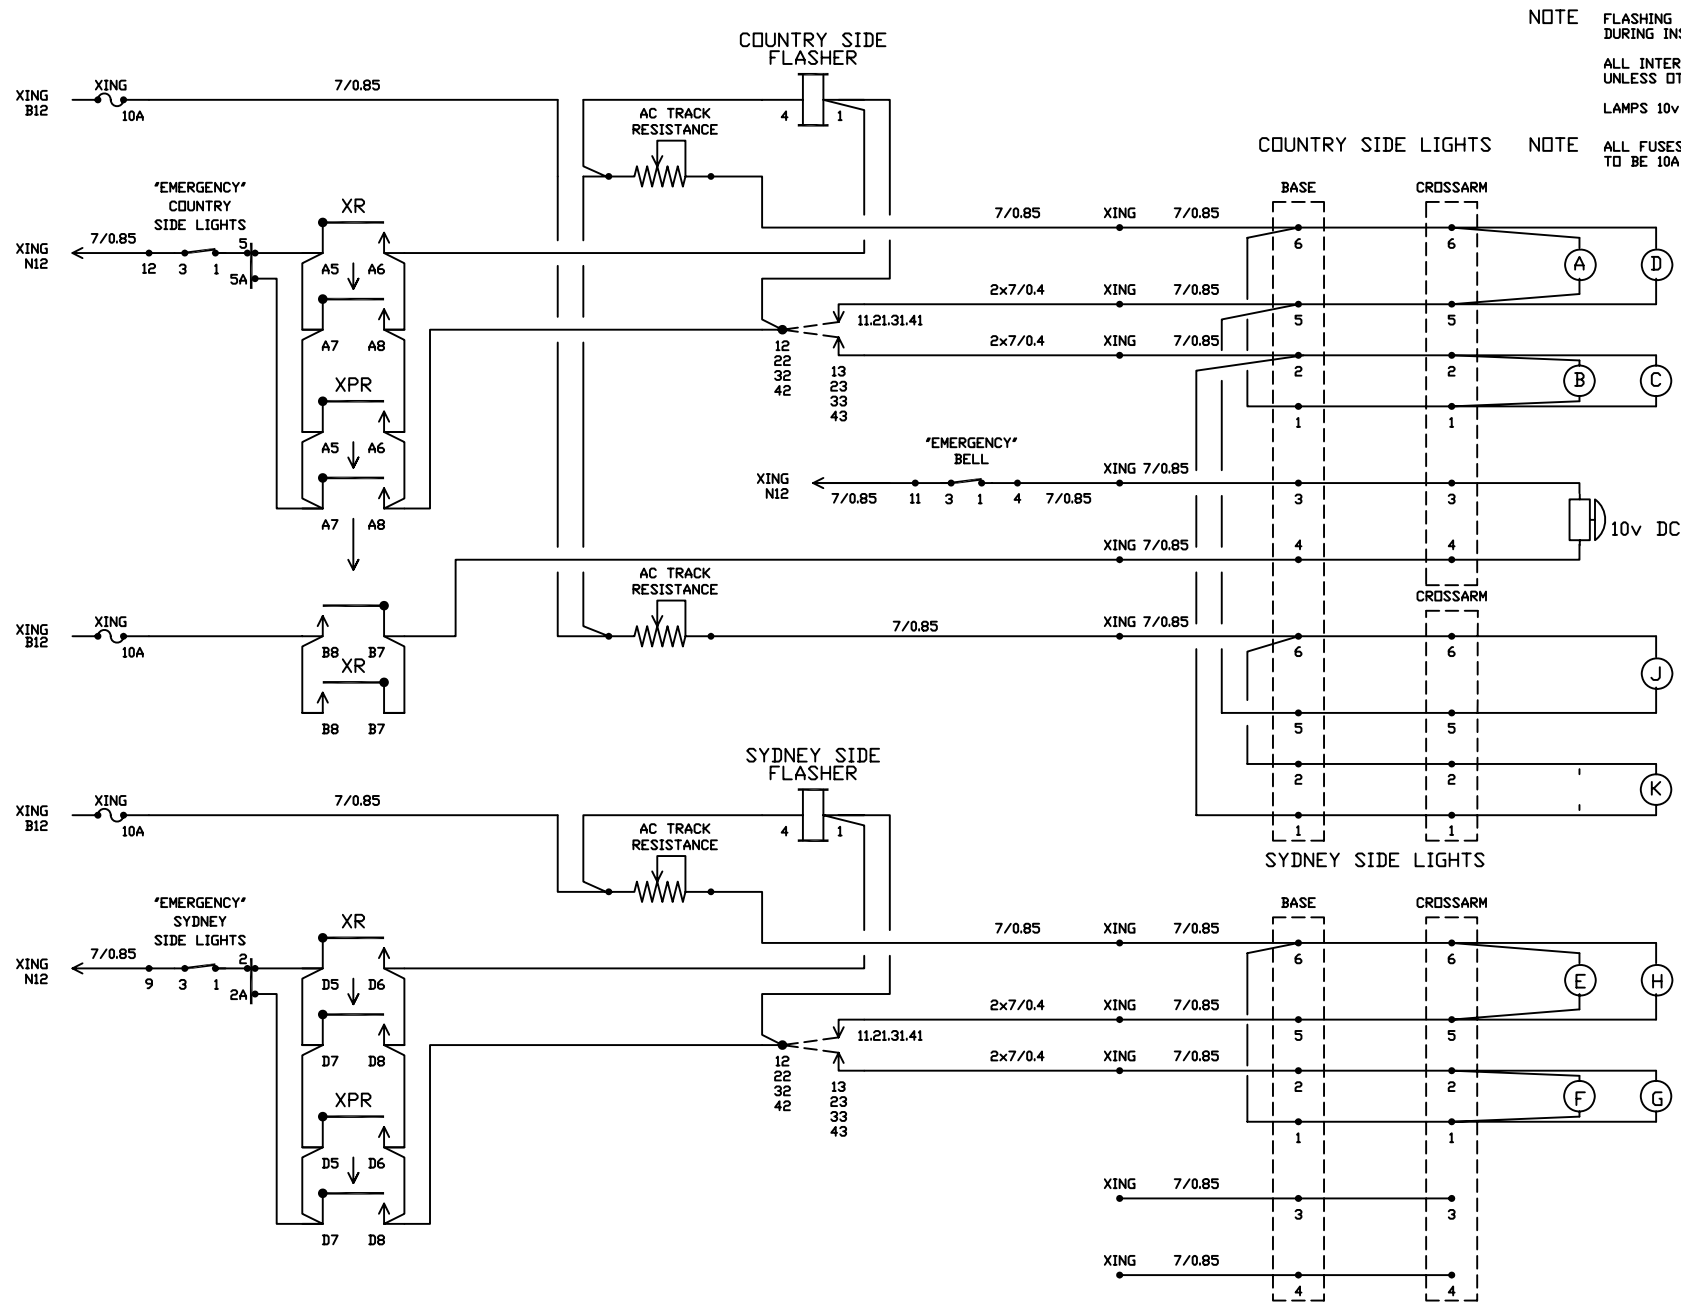 NOTE FLASHING
DURING INS
ALL INTER
UNLESS OT
LAMPS 10v
NOTE ALL FUSES
TO BE 10A
COUNTRY SIDE
FLASHER
XING
B12
XING
10A
7/0.85
4
1
AC TRACK
RESISTANCE
COUNTRY SIDE LIGHTS
BASE
CROSSARM
"EMERGENCY"
COUNTRY
SIDE LIGHTS
XR
XING
N12
7/0.85
12 3 1
5
5A
A5 A6
A7 A8
XPR
A5 A6
A7 A8
7/0.85 XING 7/0.85
6 6
A D
2x7/0.4 XING 7/0.85
11.21.31.41
5 5
2x7/0.4 XING 7/0.85
12
22
32
42
13
23
33
43
2 2
B C
1 1
"EMERGENCY"
BELL
XING
N12
7/0.85
11 3 1 4
7/0.85
XING 7/0.85
3 3
10v DC
XING 7/0.85
4 4
CROSSARM
XING
B12
XING
10A
B8 B7
XR
B8 B7
AC TRACK
RESISTANCE
7/0.85
XING 7/0.85
6 6
J
5 5
2 2
K
1 1
SYDNEY SIDE
FLASHER
XING
B12
XING
10A
7/0.85
4
1
AC TRACK
RESISTANCE
SYDNEY SIDE LIGHTS
BASE
CROSSARM
"EMERGENCY"
SYDNEY
SIDE LIGHTS
XR
XING
N12
7/0.85
9 3 1
2
2A
D5 D6
D7 D8
XPR
D5 D6
D7 D8
7/0.85 XING 7/0.85
6 6
E H
2x7/0.4 XING 7/0.85
11.21.31.41
5 5
2x7/0.4 XING 7/0.85
12
22
32
42
13
23
33
43
2 2
F G
1 1
XING 7/0.85
3 3
XING 7/0.85
4 4